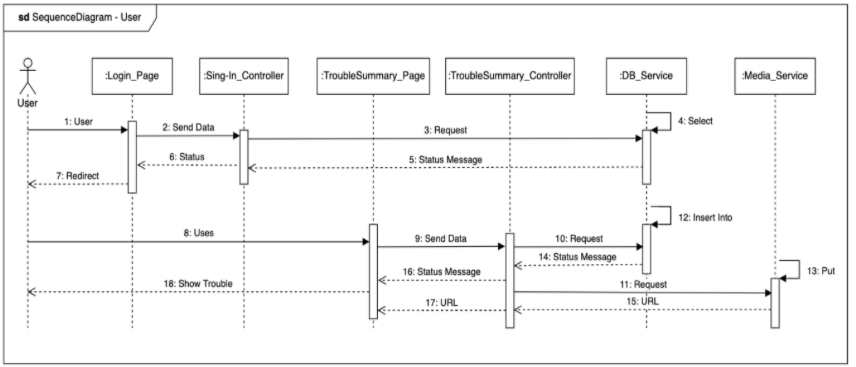 sd SequenceDiagram - User
:Login_Page
:Sing-In_Controller
:TroubleSummary_Page
:TroubleSummary_Controller
:DB_Service
:Media_Service
User
1: User
2: Send Data
3: Request
4: Select
5: Status Message
6: Status
7: Redirect
8: Uses
9: Send Data
10: Request
12: Insert Into
14: Status Message
16: Status Message
13: Put
18: Show Trouble
11: Request
17: URL
15: URL